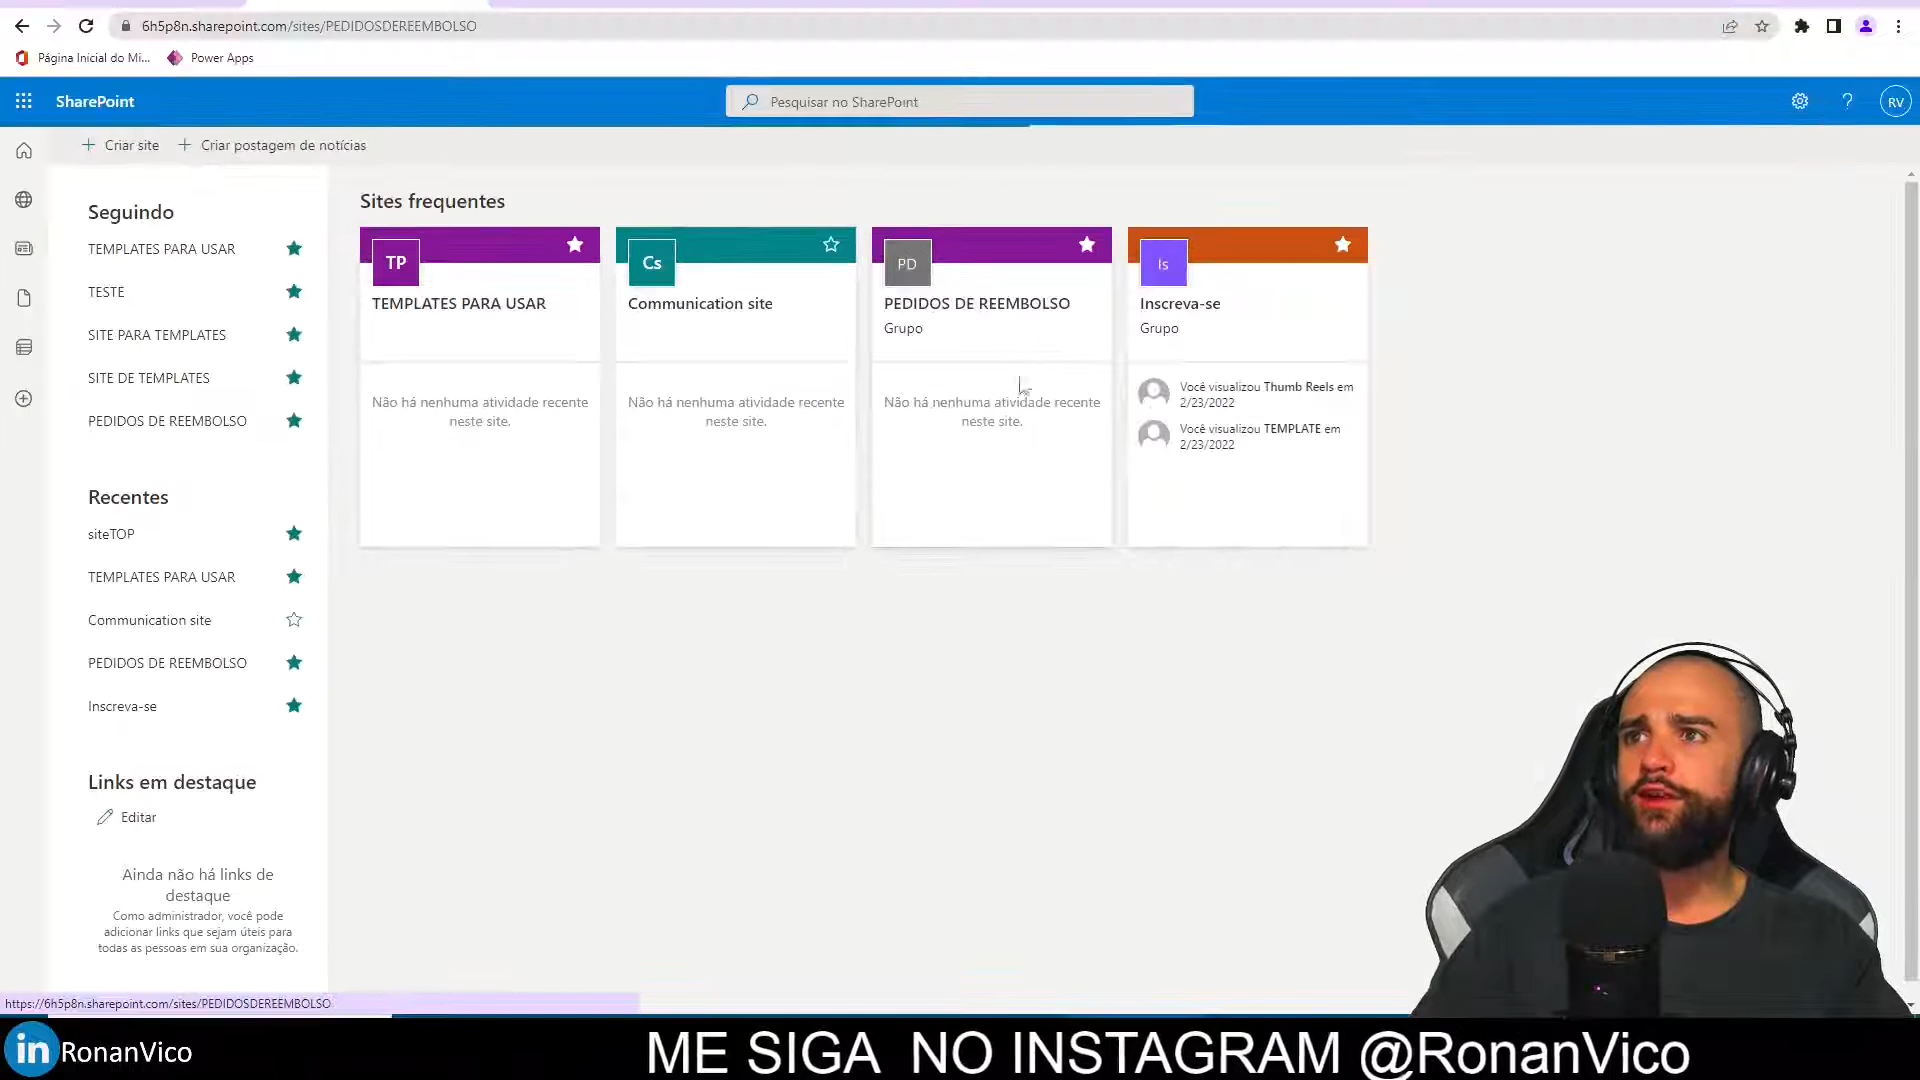 6h5p8n.sharepoint.com/sites/PEDIDOSDEREEMBOLSO
Página Inicial do Mi...
Power Apps
SharePoint
Pesquisar no SharePoint
?
RV
Criar site
Criar postagem de notícias
Seguindo
TEMPLATES PARA USAR
TESTE
SITE PARA TEMPLATES
SITE DE TEMPLATES
PEDIDOS DE REEMBOLSO
Recentes
siteTOP
TEMPLATES PARA USAR
Communication site
PEDIDOS DE REEMBOLSO
Inscreva-se
Links em destaque
Editar
Ainda não há links de
destaque
Como administrador, você pode
adicionar links que sejam úteis para
todas as pessoas em sua organização.
Sites frequentes
TP
TEMPLATES PARA USAR
Não há nenhuma atividade recente
neste site.
Cs
Communication site
Não há nenhuma atividade recente
neste site.
PD
PEDIDOS DE REEMBOLSO
Grupo
Não há nenhuma atividade recente
neste site.
Is
Inscreva-se
Grupo
Você visualizou Thumb Reels em
2/23/2022
Você visualizou TEMPLATE em
2/23/2022
https://6h5p8n.sharepoint.com/sites/PEDIDOSDEREEMBOLSO
in RonanVico
ME SIGA NO INSTAGRAM @RonanVico